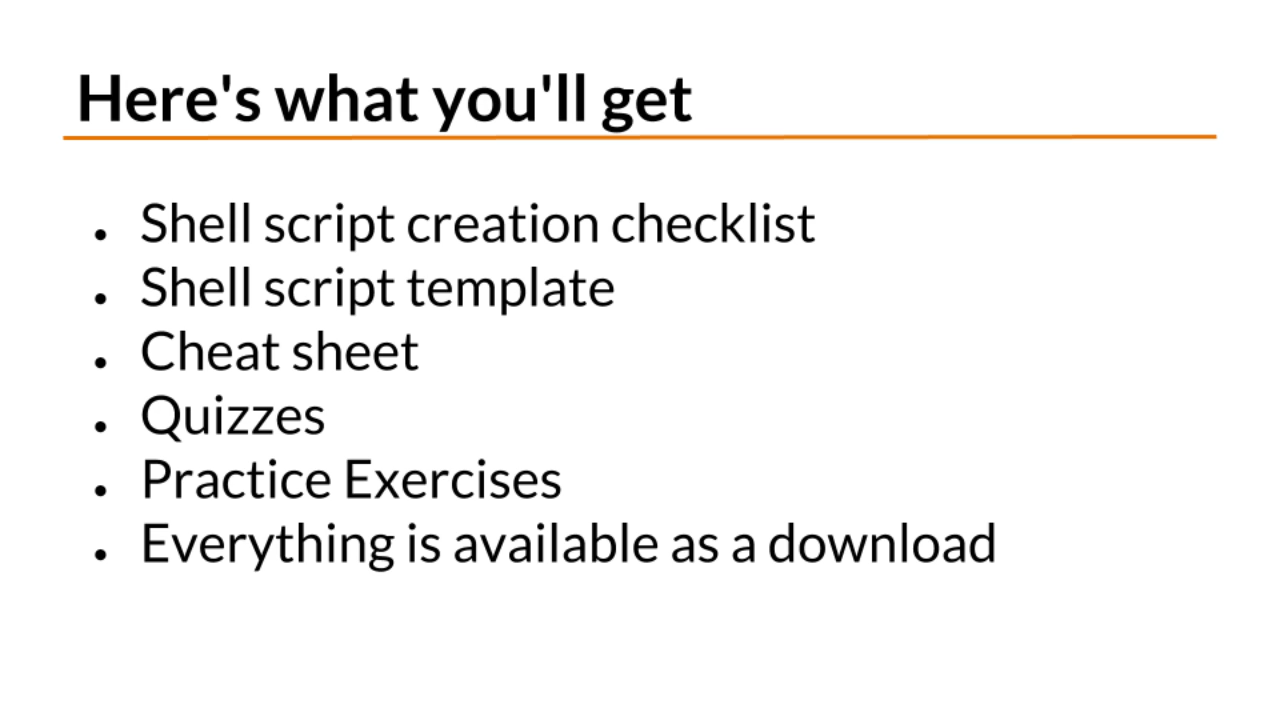 Here's what you'll get
• Shell script creation checklist
• Shell script template
• Cheat sheet
• Quizzes
• Practice Exercises
• Everything is available as a download